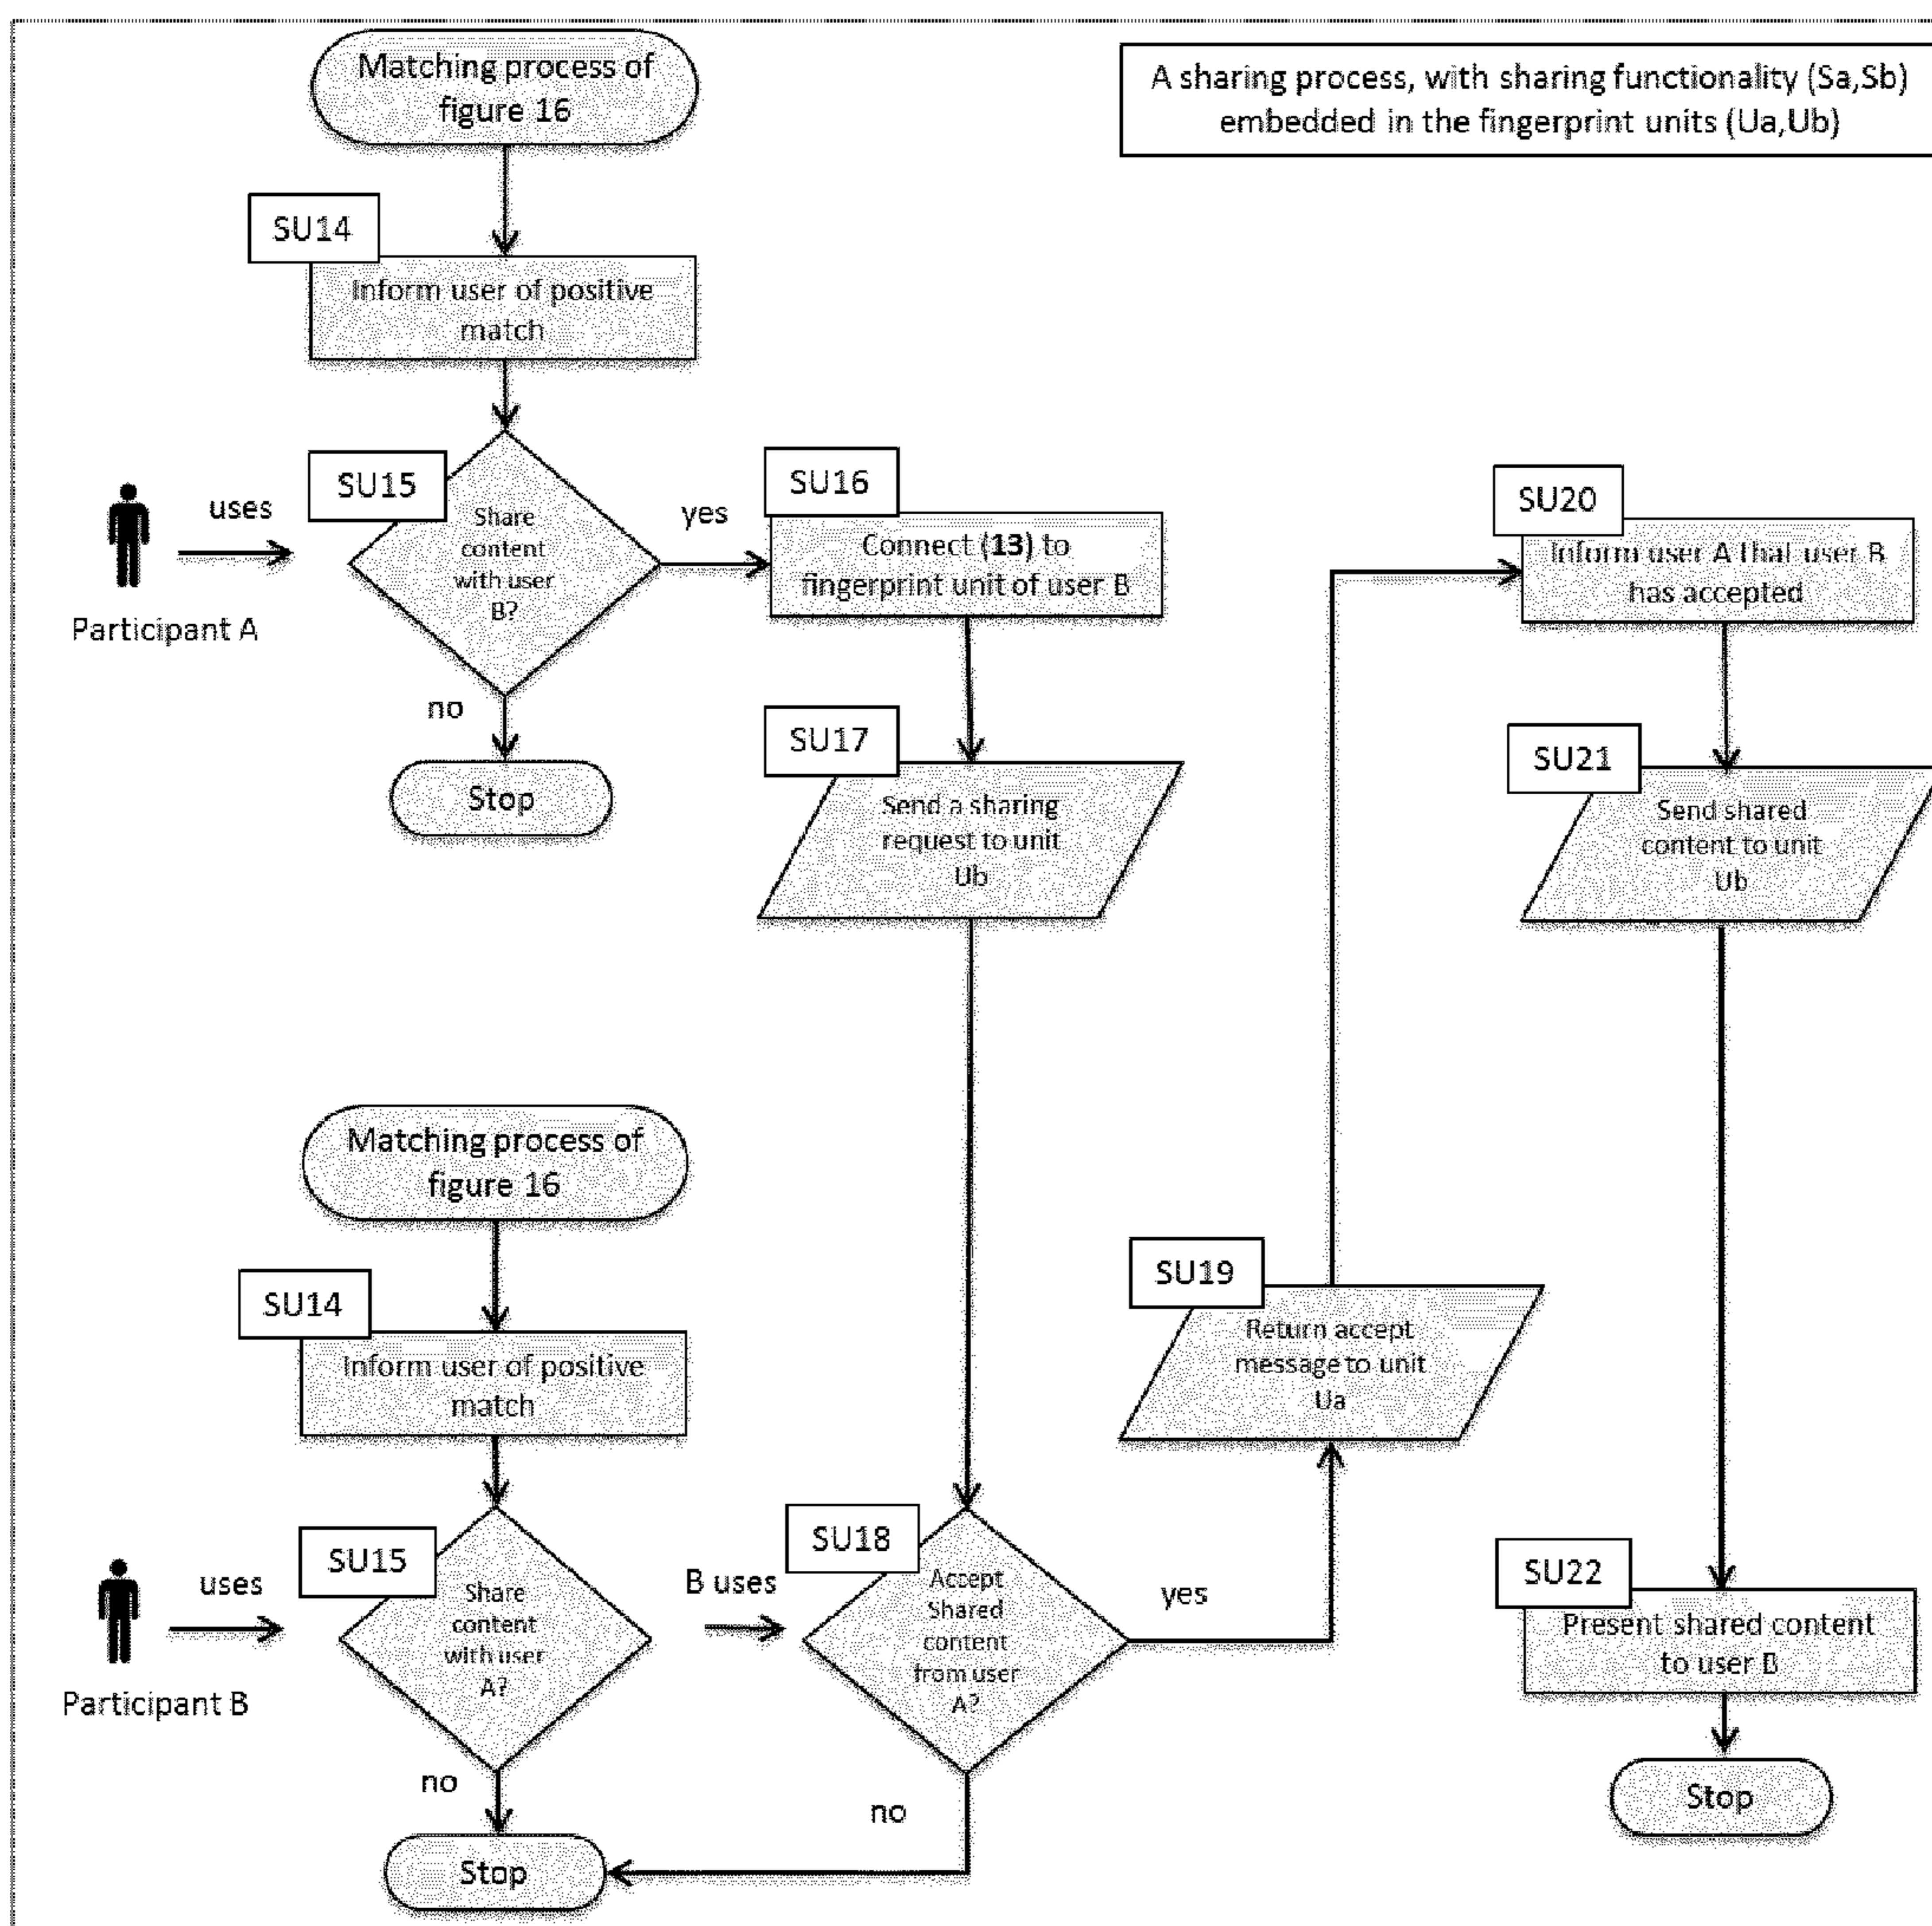 Matching process of
figure 16
A sharing process, with sharing functionality (Sa,Sb)
embedded in the fingerprint units (Ua,Ub)
SU14
Inform user of positive
match
SU15
Share
content
with user
B?
uses
Participant A
yes
no
Stop
SU16
Connect (13) to
fingerprint unit of user B
SU17
Send a sharing
request to unit
Ub
SU20
Inform user A that user B
has accepted
SU21
Send shared
content to unit
Ub
Matching process of
figure 16
SU14
Inform user of positive
match
SU15
Share
content
with user
A?
uses
Participant B
no
Stop
B uses
SU18
Accept
Shared
content
from user
A?
yes
no
SU19
Return accept
message to unit
Ua
SU22
Present shared content
to user B
Stop